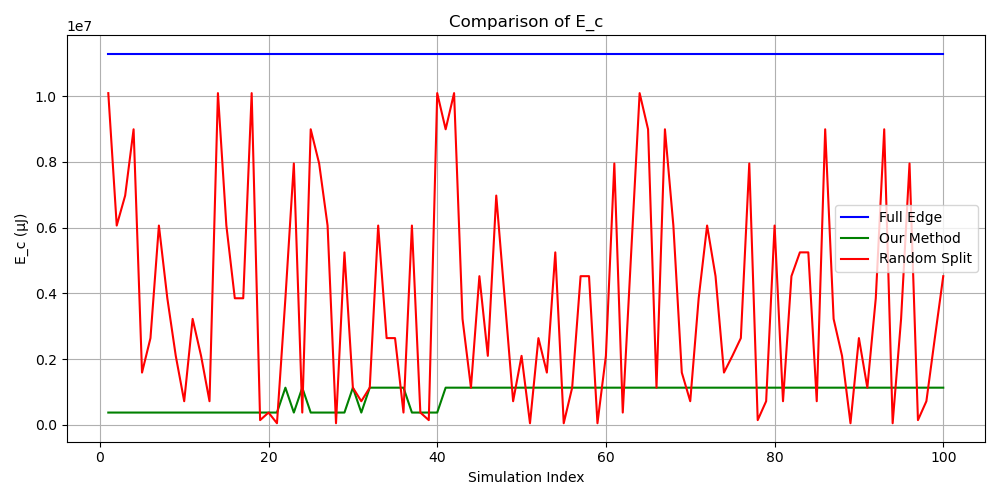 Comparison of E_c
1e7
1.0
0.8
0.6
0.4
0.2
0.0
E_c (μJ)
0 20 40 60 80 100
Simulation Index
Full Edge
Our Method
Random Split